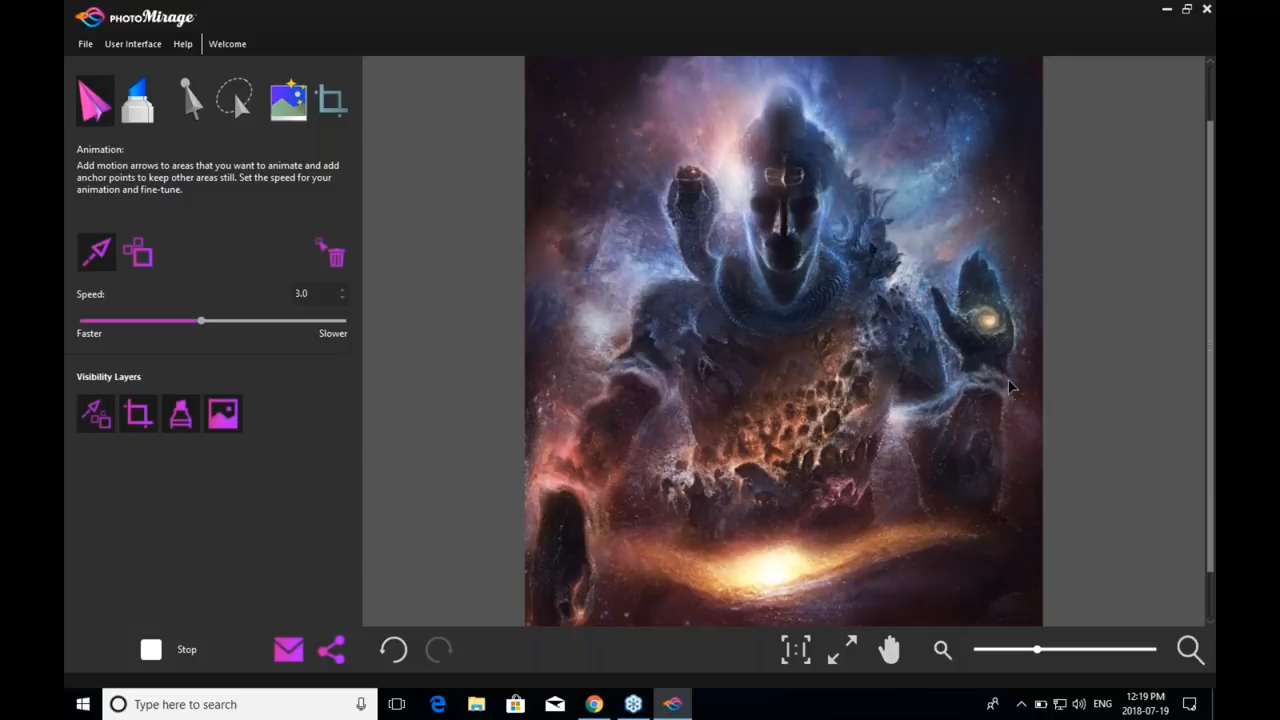 PHOTOMirage
File User Interface Help Welcome
Animation:
Add motion arrows to areas that you want to animate and add
anchor points to keep other areas still. Set the speed for your
animation and fine-tune.
Speed: 3.0
Faster Slower
Visibility Layers
Stop
Type here to search
ENG
12:19 PM
2018-07-19